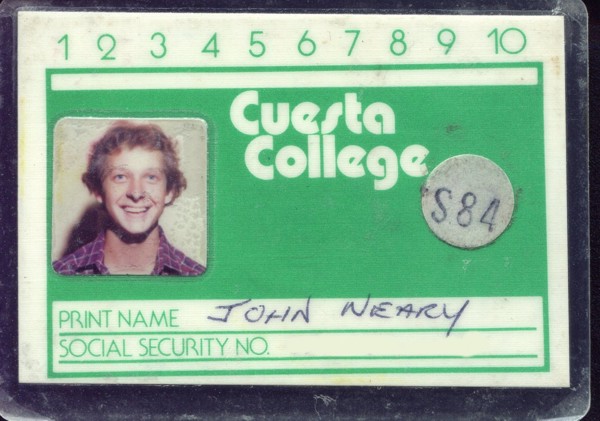 1 2 3 4 5 6 7 8 9 10
Cuesta
College
S84
PRINT NAME JOHN NEARY
SOCIAL SECURITY NO.